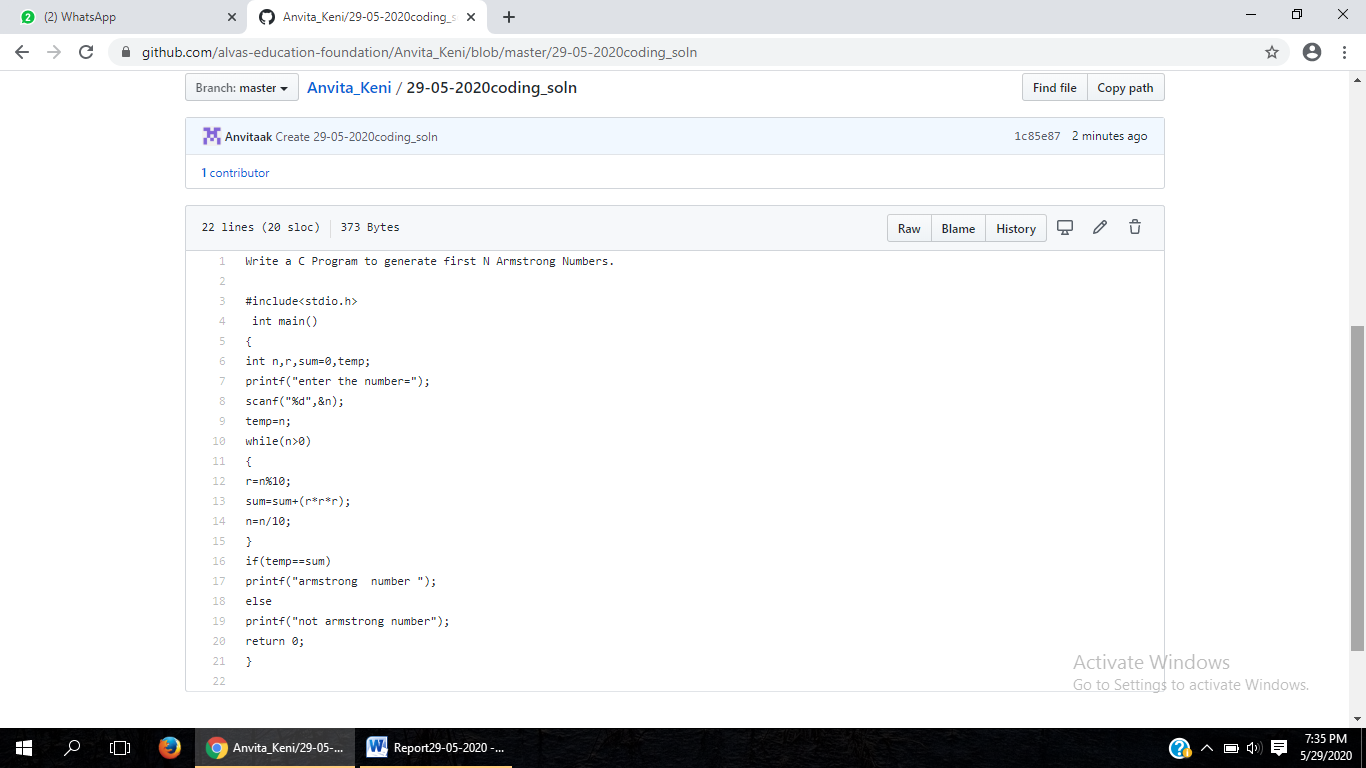 (2) WhatsApp
Anvita_Keni/29-05-2020coding_s
github.com/alvas-education-foundation/Anvita_Keni/blob/master/29-05-2020coding_soln
Branch: master
Anvita_Keni / 29-05-2020coding_soln
Find file
Copy path
Anvitaak Create 29-05-2020coding_soln
1c85e87 2 minutes ago
1 contributor
22 lines (20 sloc) 373 Bytes
Raw
Blame
History
1 Write a C Program to generate first N Armstrong Numbers.
2
3 #include<stdio.h>
4  int main()
5 {
6 int n,r,sum=0,temp;
7 printf("enter the number=");
8 scanf("%d",&n);
9 temp=n;
10 while(n>0)
11 {
12 r=n%10;
13 sum=sum+(r*r*r);
14 n=n/10;
15 }
16 if(temp==sum)
17 printf("armstrong  number ");
18 else
19 printf("not armstrong number");
20 return 0;
21 }
22
Activate Windows
Go to Settings to activate Windows.
Anvita_Keni/29-05-...
Report29-05-2020 -...
7:35 PM
5/29/2020